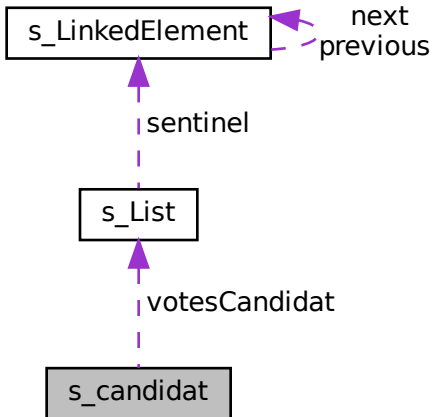 next
s_LinkedElement
previous
sentinel
s_List
votesCandidat
s_candidat